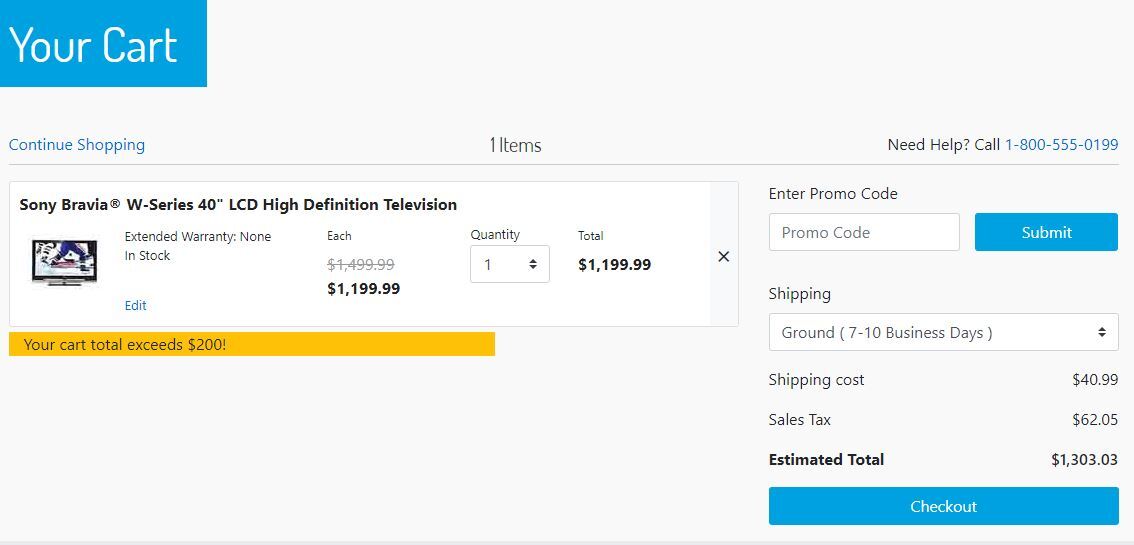 Your Cart
Continue Shopping
1 Items
Need Help? Call 1-800-555-0199
Sony Bravia® W-Series 40" LCD High Definition Television
Extended Warranty: None
In Stock
Edit
Each
$1,499.99
$1,199.99
Quantity
1
Total
$1,199.99
×
Your cart total exceeds $200!
Enter Promo Code
Promo Code
Submit
Shipping
Ground ( 7-10 Business Days )
Shipping cost $40.99
Sales Tax $62.05
Estimated Total $1,303.03
Checkout